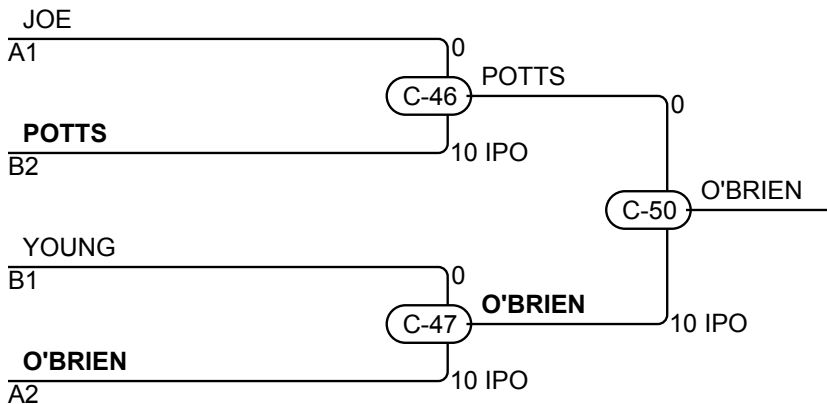 JOE
A1
0
C-46
POTTS
0
POTTS
B2
10 IPO
C-50
O'BRIEN
YOUNG
B1
0
C-47
O'BRIEN
10 IPO
O'BRIEN
A2
10 IPO